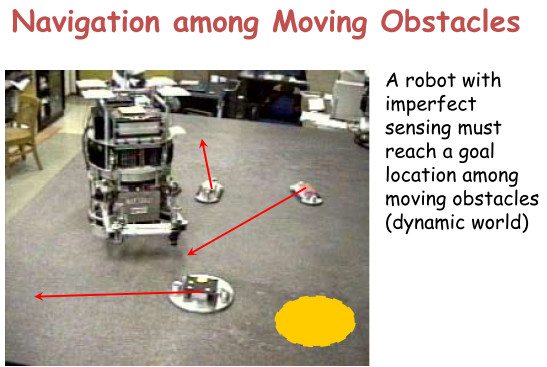 Navigation among Moving Obstacles
A robot with
imperfect
sensing must
reach a goal
location among
moving obstacles
(dynamic world)